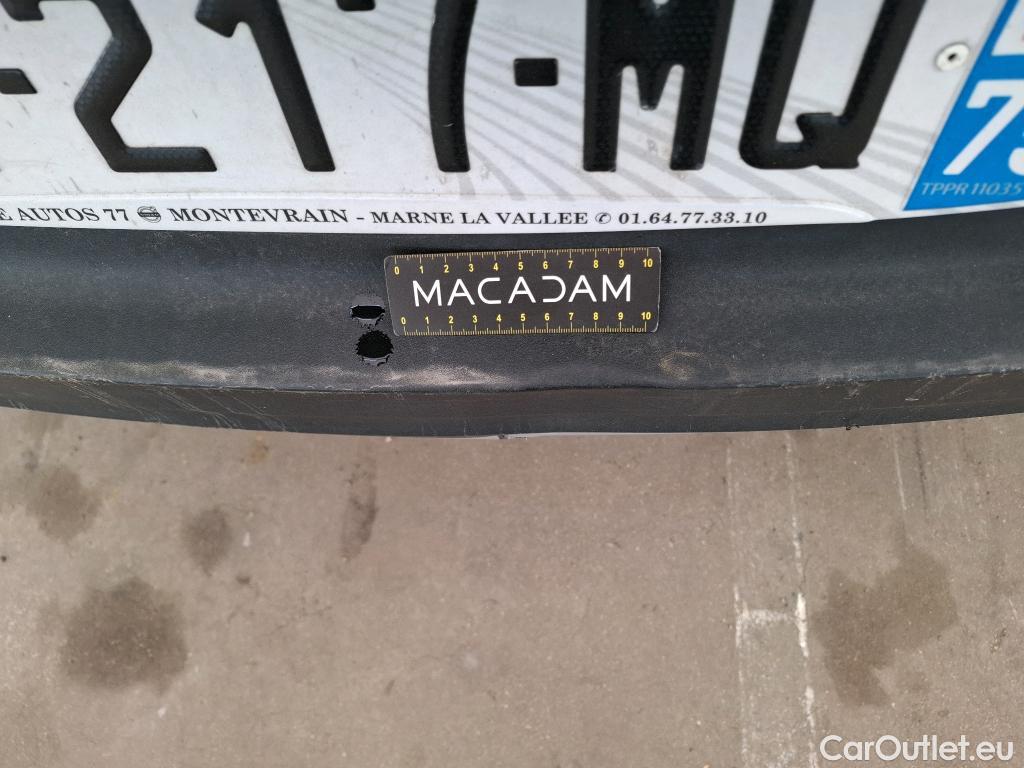 -217-MQ
75
TPPR 11035
E AUTOS 77 MONTEVRAIN - MARNE LA VALLEE ✆ 01.64.77.33.10
0 1 2 3 4 5 6 7 8 9 10
MACADAM
0 1 2 3 4 5 6 7 8 9 10
CarOutlet.eu